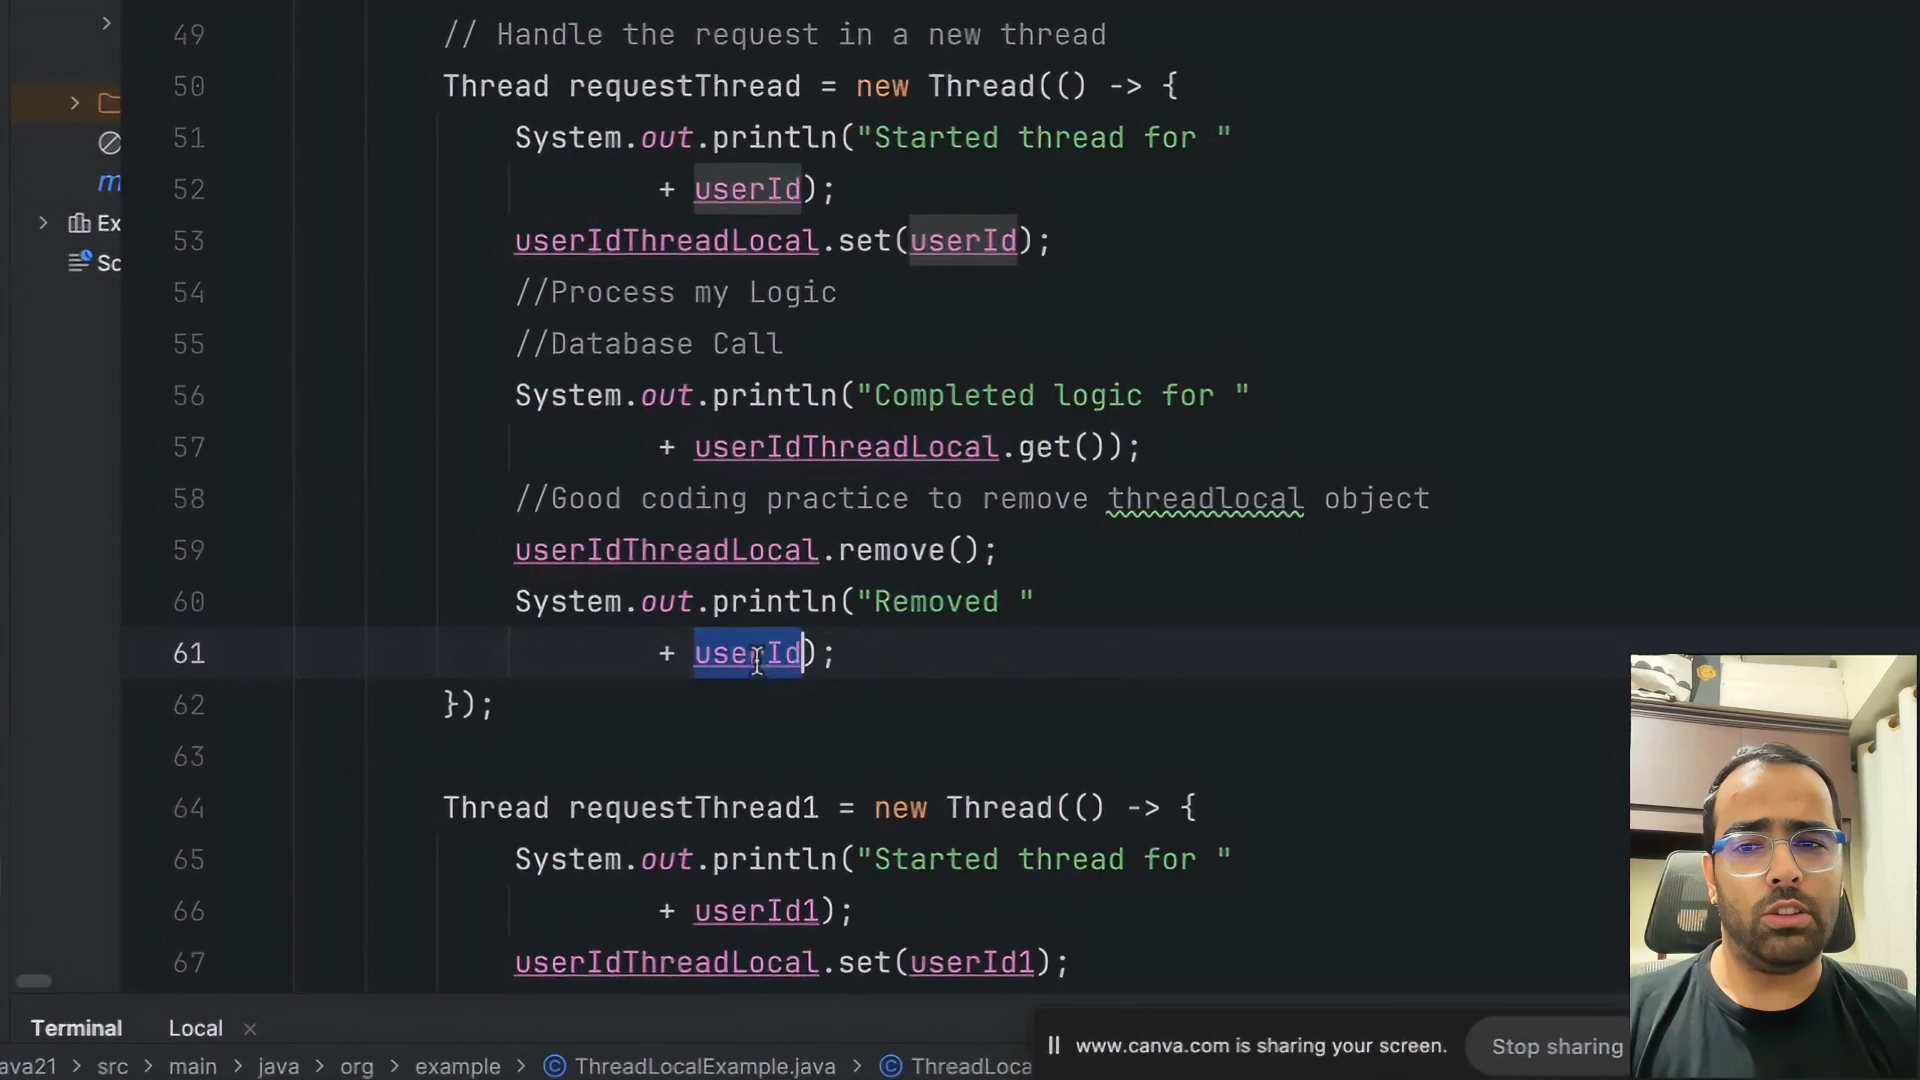 49 // Handle the request in a new thread
50 Thread requestThread = new Thread(() -> {
51 System.out.println("Started thread for "
52 + userId);
53 userIdThreadLocal.set(userId);
54 //Process my Logic
55 //Database Call
56 System.out.println("Completed logic for "
57 + userIdThreadLocal.get());
58 //Good coding practice to remove threadlocal object
59 userIdThreadLocal.remove();
60 System.out.println("Removed "
61 + userId);
62 });
63
64 Thread requestThread1 = new Thread(() -> {
65 System.out.println("Started thread for "
66 + userId1);
67 userIdThreadLocal.set(userId1);
m
Ex
Sc
Terminal Local
www.canva.com is sharing your screen. Stop sharing
ava21 > src > main > java > org > example > ThreadLocalExample.java > ThreadLoca